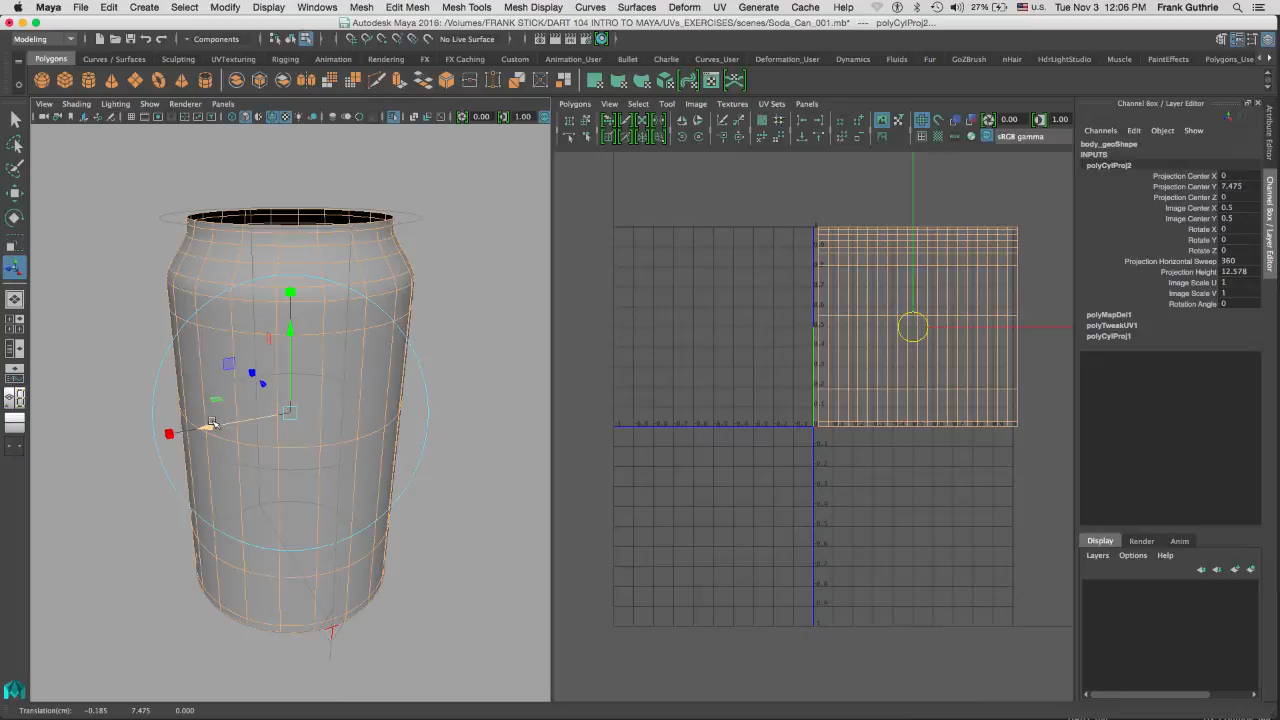 Maya File Edit Create Select Modify Display Windows Mesh Edit Mesh Mesh Tools Mesh Display Curves Surfaces Deform UV Generate Cache Help 27% U.S. Tue Nov 3 12:06 PM Frank Guthrie
Autodesk Maya 2016: /Volumes/FRANK STICK/DART 104 INTRO TO MAYA/UVs_EXERCISES/scenes/Soda_Can_001.mb* --- polyCylProj2...
Modeling Components No Live Surface
Polygons Curves / Surfaces Sculpting UVTexturing Rigging Animation Rendering FX FX Caching Custom Animation_User Bullet Charlie Curves_User Deformation_User Dynamics Fluids Fur GoZBrush nHair HdrLightStudio Muscle PaintEffects Polygons_Use
View Shading Lighting Show Renderer Panels
0.00 1.00
Polygons View Select Tool Image Textures UV Sets Panels
0.00 1.00
sRGB gamma
Channel Box / Layer Editor
Channels Edit Object Show
body_geoShape
INPUTS
polyCylProj2
Projection Center X 0
Projection Center Y 7.475
Projection Center Z 0
Image Center X 0.5
Image Center Y 0.5
Rotate X 0
Rotate Y 0
Rotate Z 0
Projection Horizontal Sweep 360
Projection Height 12.578
Image Scale U 1
Image Scale V 1
Rotation Angle 0
polyMapDel1
polyTweakUV1
polyCylProj1
Display Render Anim
Layers Options Help
Attribute Editor
Channel Box / Layer Editor
Translation(cm): -0.185 7.475 0.000